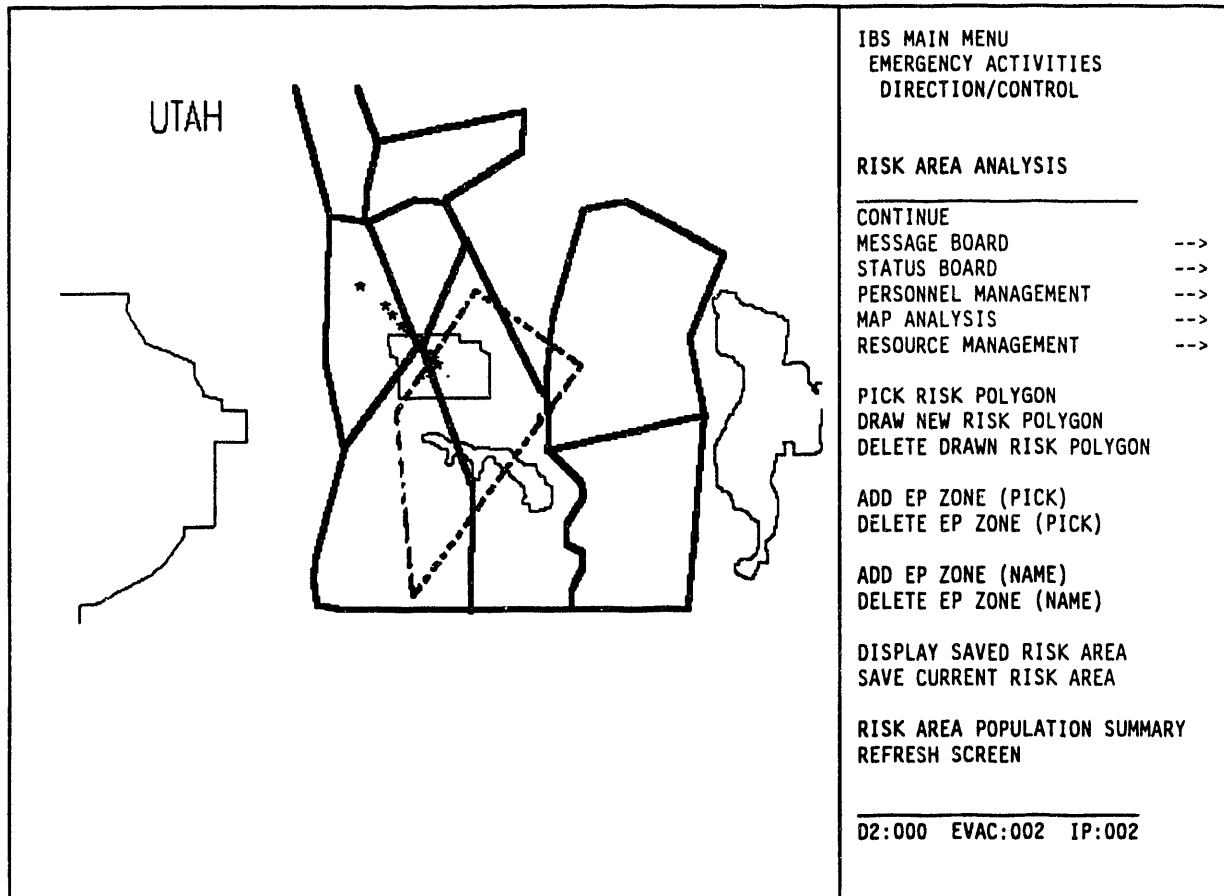 UTAH
IBS MAIN MENU
EMERGENCY ACTIVITIES
DIRECTION/CONTROL
RISK AREA ANALYSIS
CONTINUE
MESSAGE BOARD -->
STATUS BOARD -->
PERSONNEL MANAGEMENT -->
MAP ANALYSIS -->
RESOURCE MANAGEMENT -->
PICK RISK POLYGON
DRAW NEW RISK POLYGON
DELETE DRAWN RISK POLYGON
ADD EP ZONE (PICK)
DELETE EP ZONE (PICK)
ADD EP ZONE (NAME)
DELETE EP ZONE (NAME)
DISPLAY SAVED RISK AREA
SAVE CURRENT RISK AREA
RISK AREA POPULATION SUMMARY
REFRESH SCREEN
D2:000 EVAC:002 IP:002